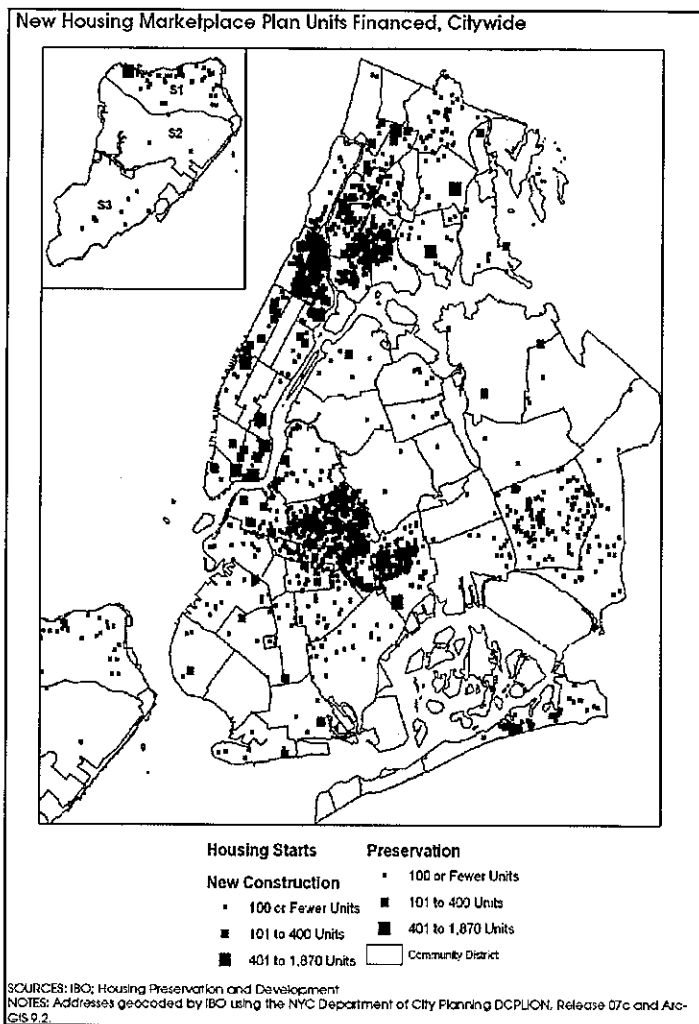 New Housing Marketplace Plan Units Financed, Citywide
S1
S2
S3
Housing Starts
New Construction
100 or Fewer Units
101 to 400 Units
401 to 1,870 Units
Preservation
100 or Fewer Units
101 to 400 Units
401 to 1,870 Units
Community District
SOURCES: IBO; Housing Preservation and Development
NOTES: Addresses geocoded by IBO using the NYC Department of City Planning DCPLION, Release 07c and Arc-
GIS 9.2.